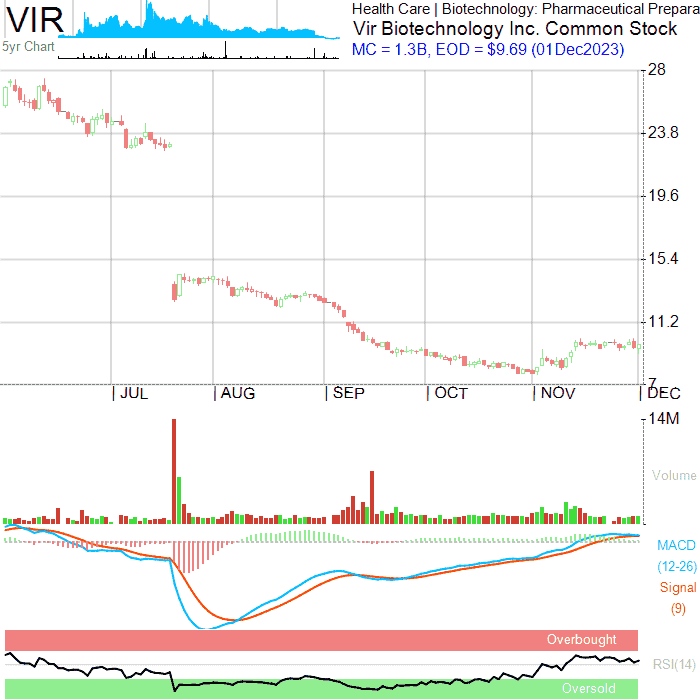 VIR
5yr Chart
Health Care | Biotechnology: Pharmaceutical Prepara
Vir Biotechnology Inc. Common Stock
MC = 1.3B, EOD = $9.69 (01Dec2023)
28
23.8
19.6
15.4
11.2
7
| JUL | AUG | SEP | OCT | NOV | DEC
14M
Volume
MACD
(12-26)
Signal
(9)
Overbought
RSI(14)
Oversold